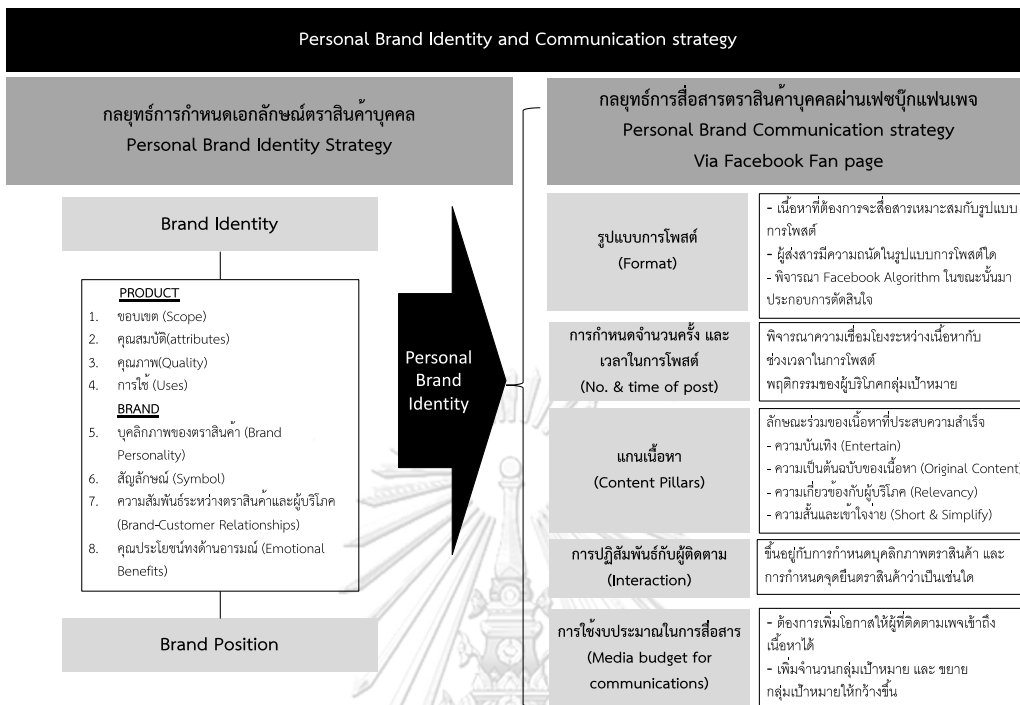 Personal Brand Identity and Communication strategy
กลยุทธ์การกำหนดเอกลักษณ์ตราสินค้าบุคคล
Personal Brand Identity Strategy
Brand Identity
PRODUCT
1. ขอบเขต (Scope)
2. คุณสมบัติ(attributes)
3. คุณภาพ(Quality)
4. การใช้ (Uses)
BRAND
5. บุคลิกภาพของตราสินค้า (Brand
Personality)
6. สัญลักษณ์ (Symbol)
7. ความสัมพันธ์ระหว่างตราสินค้าและผู้บริโภค
(Brand-Customer Relationships)
8. คุณประโยชน์ทงด้านอารมณ์ (Emotional
Benefits)
Brand Position
Personal
Brand
Identity
กลยุทธ์การสื่อสารตราสินค้าบุคคลผ่านเฟซบุ๊กแฟนเพจ
Personal Brand Communication strategy
Via Facebook Fan page
รูปแบบการโพสต์
(Format)
- เนื้อหาที่ต้องการจะสื่อสารเหมาะสมกับรูปแบบ
การโพสต์
- ผู้ส่งสารมีความถนัดในรูปแบบการโพสต์ใด
- พิจารณา Facebook Algorithm ในขณะนั้นมา
ประกอบการตัดสินใจ
การกำหนดจำนวนครั้ง และ
เวลาในการโพสต์
(No. & time of post)
พิจารณาความเชื่อมโยงระหว่างเนื้อหากับ
ช่วงเวลาในการโพสต์
พฤติกรรมของผู้บริโภคกลุ่มเป้าหมาย
แกนเนื้อหา
(Content Pillars)
ลักษณะร่วมของเนื้อหาที่ประสบความสำเร็จ
- ความบันเทิง (Entertain)
- ความเป็นต้นฉบับของเนื้อหา (Original Content)
- ความเกี่ยวข้องกับผู้บริโภค (Relevancy)
- ความสั้นและเข้าใจง่าย (Short & Simplify)
การปฏิสัมพันธ์กับผู้ติดตาม
(Interaction)
ขึ้นอยู่กับการกำหนดบุคลิกภาพตราสินค้า และ
การกำหนดจุดยืนตราสินค้าว่าเป็นเช่นใด
การใช้งบประมาณในการสื่อสาร
(Media budget for
communications)
- ต้องการเพิ่มโอกาสให้ผู้ที่ติดตามเพจเข้าถึง
เนื้อหาได้
- เพิ่มจำนวนกลุ่มเป้าหมาย และ ขยาย
กลุ่มเป้าหมายให้กว้างขึ้น